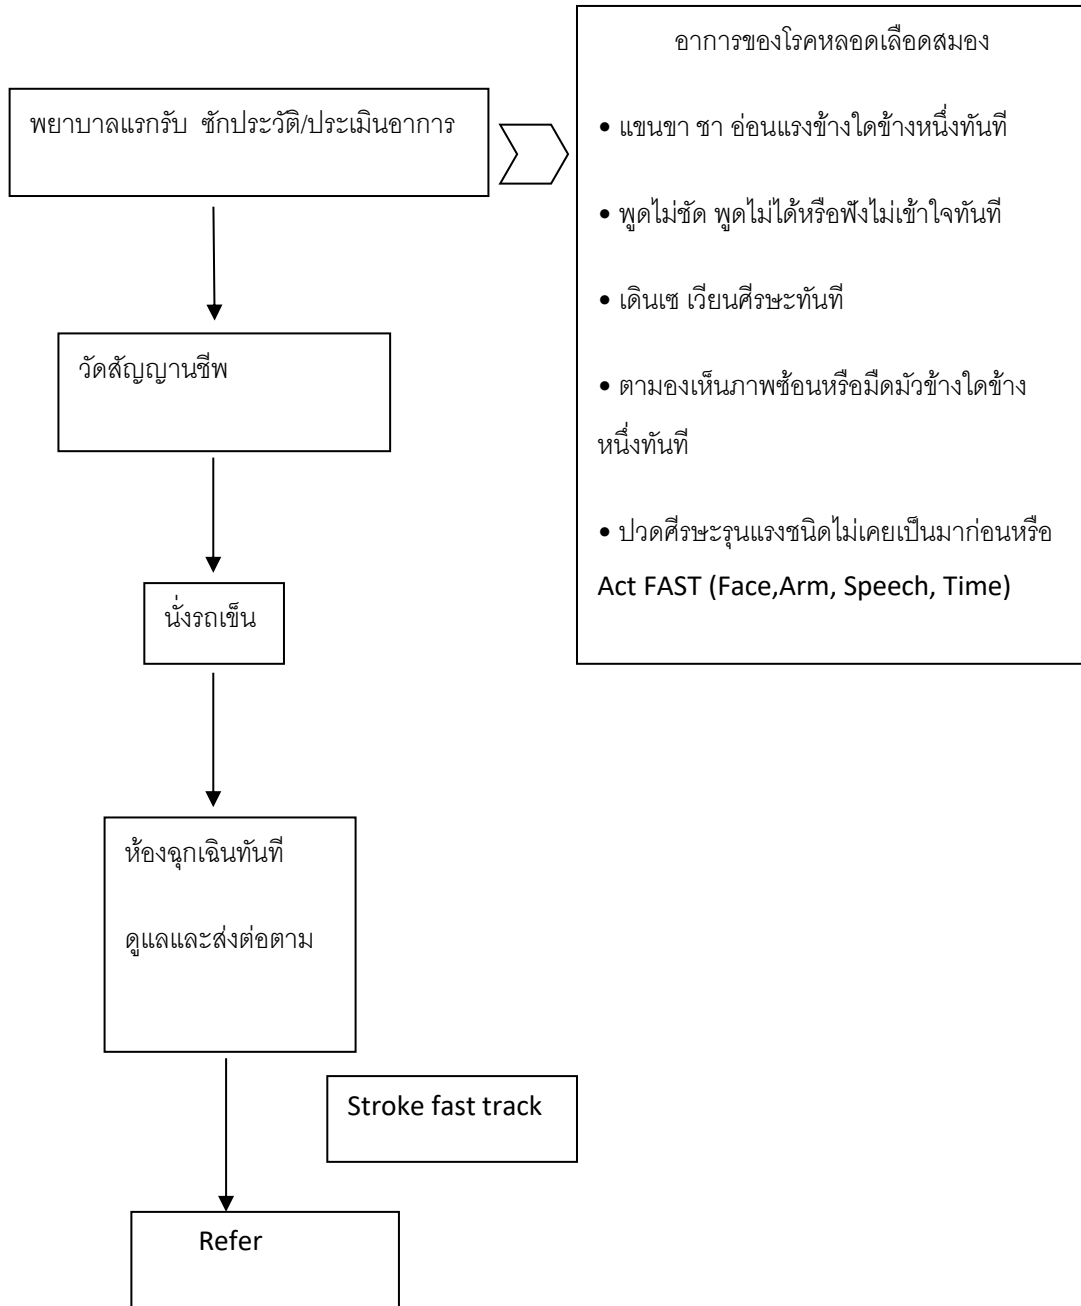 พยาบาลแรกรับ ซักประวัติ/ประเมินอาการ
อาการของโรคหลอดเลือดสมอง
• แขนขา ชา อ่อนแรงข้างใดข้างหนึ่งทันที
• พูดไม่ชัด พูดไม่ได้หรือฟังไม่เข้าใจทันที
• เดินเซ เวียนศีรษะทันที
• ตามองเห็นภาพซ้อนหรือมืดมัวข้างใดข้าง
หนึ่งทันที
• ปวดศีรษะรุนแรงชนิดไม่เคยเป็นมาก่อนหรือ
Act FAST (Face,Arm, Speech, Time)
วัดสัญญานชีพ
นั่งรถเข็น
ห้องฉุกเฉินทันที
ดูแลและส่งต่อตาม
Stroke fast track
Refer